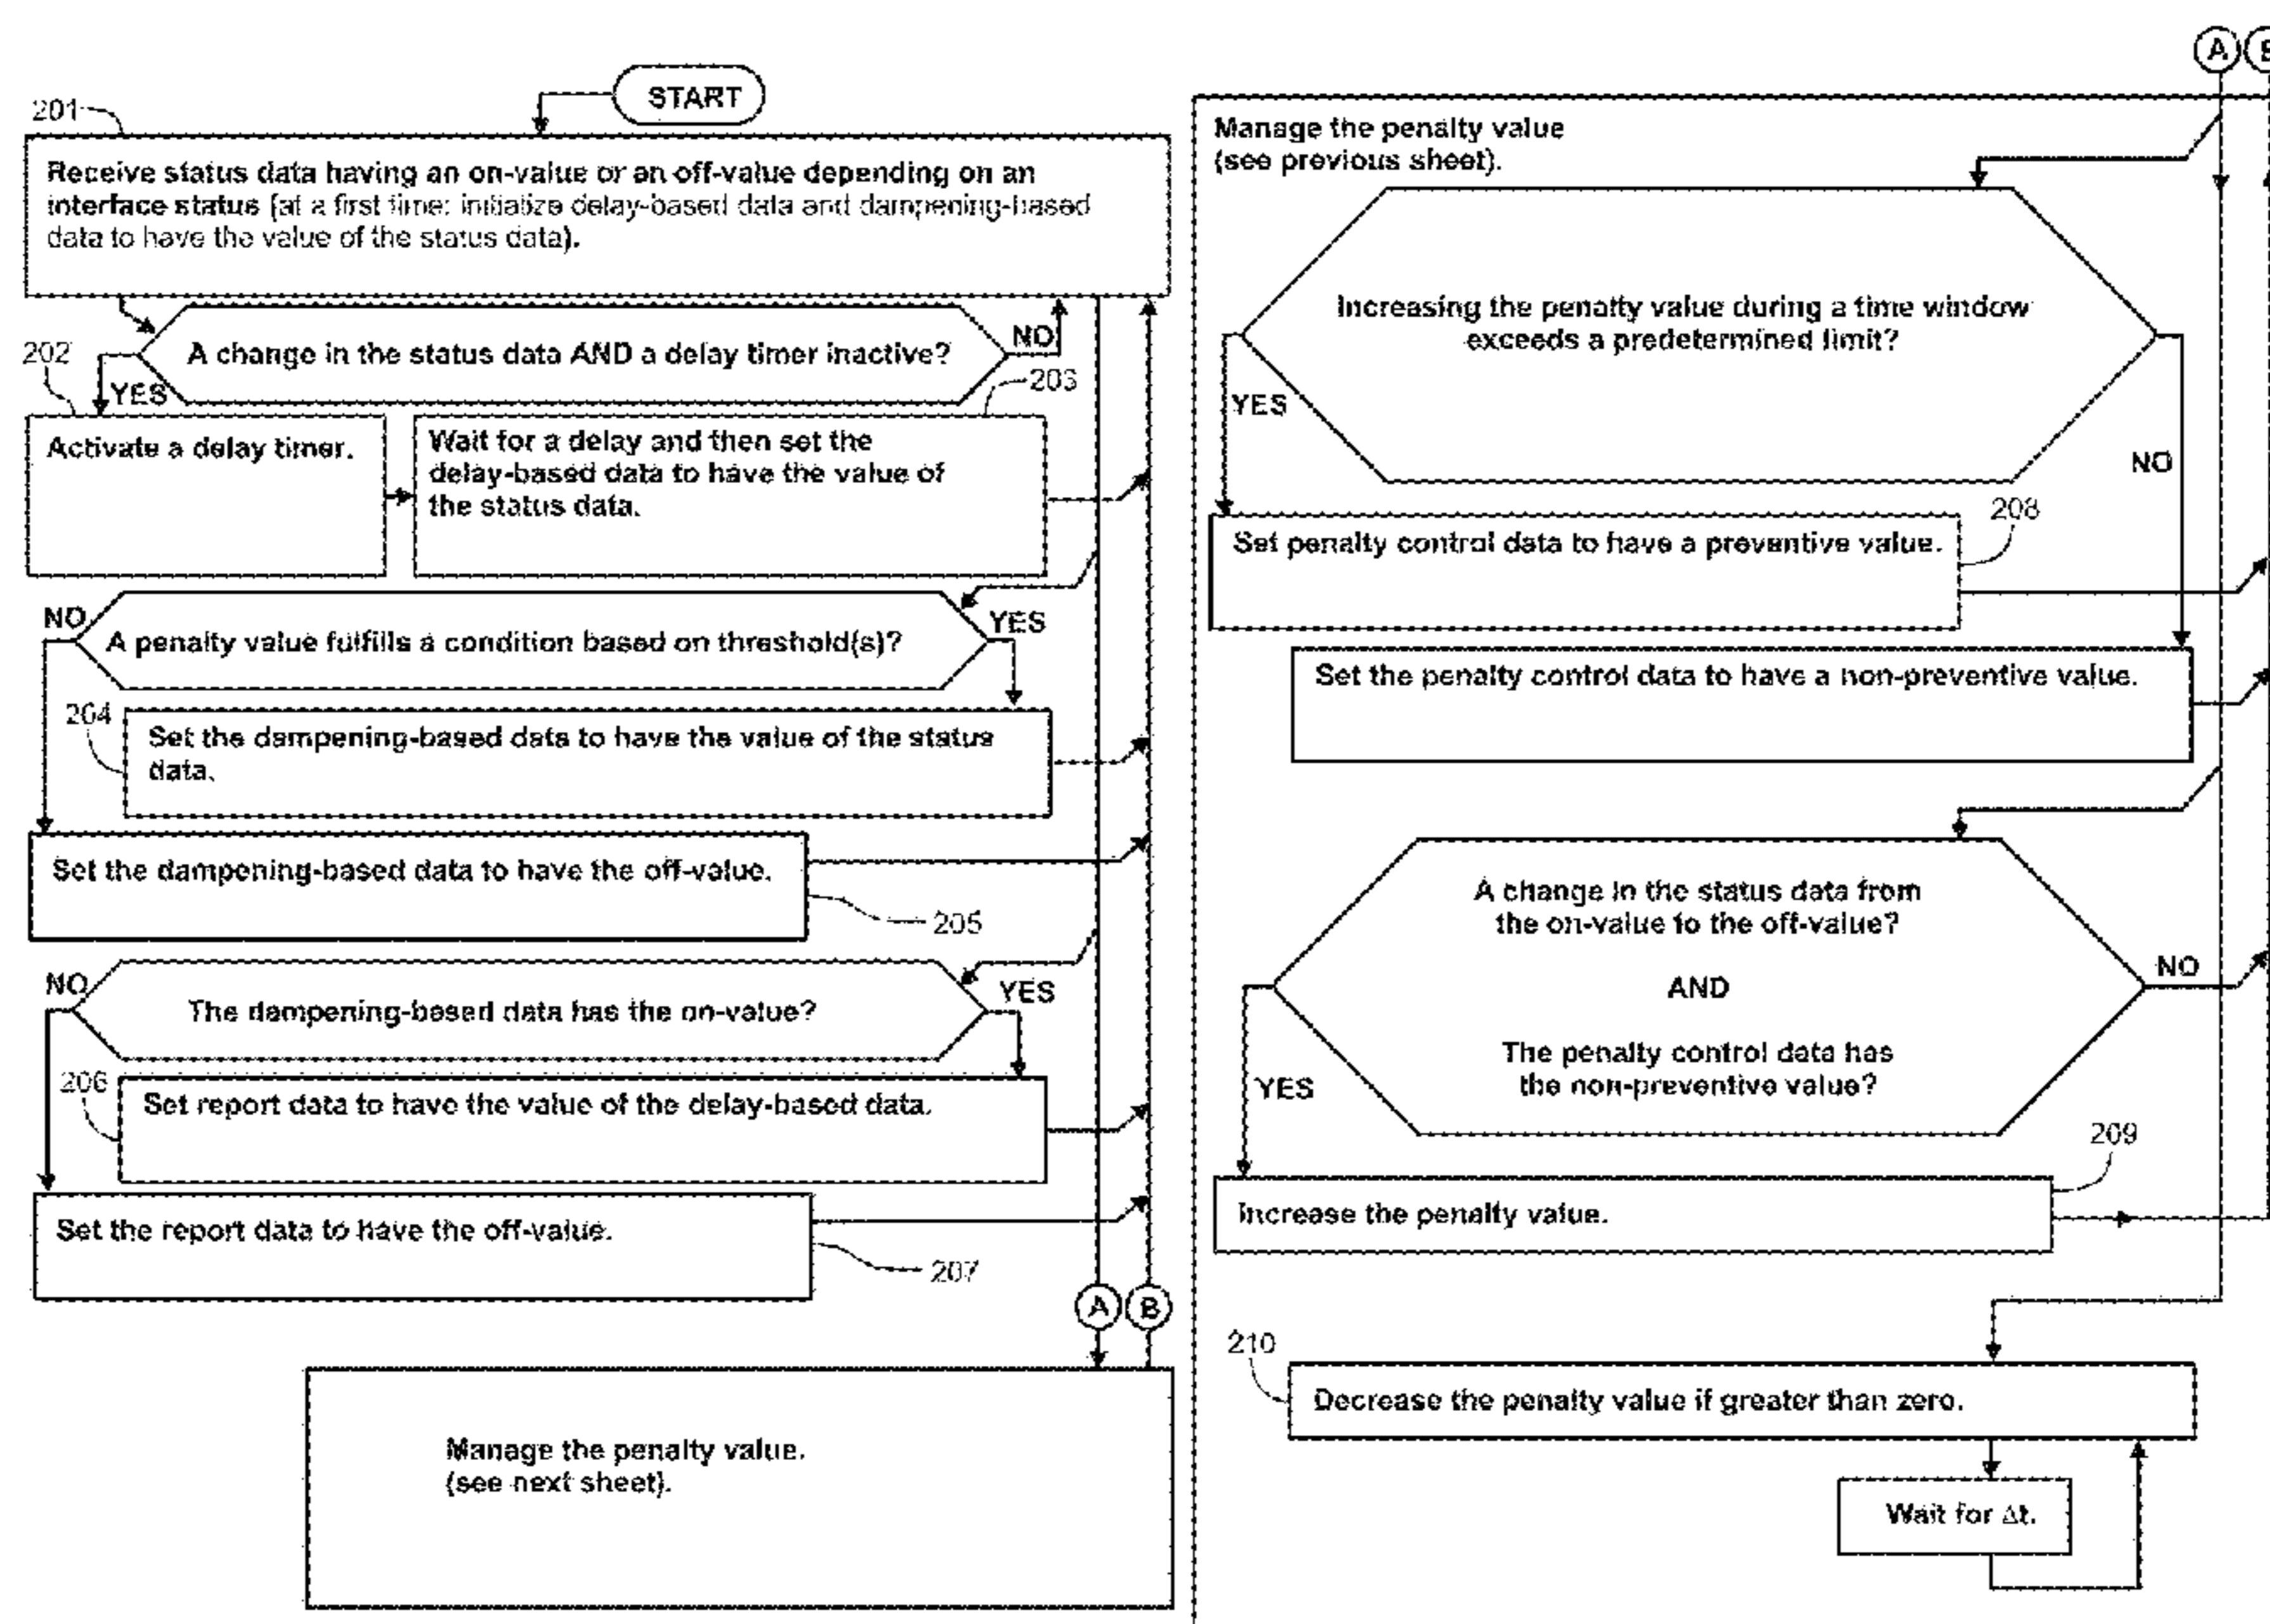 START
201
Receive status data having an on-value or an off-value depending on an
interface status (at a first time: initialize delay-based data and dampening-based
data to have the value of the status data).
202
A change in the status data AND a delay timer inactive?
NO
YES
203
Activate a delay timer.
Wait for a delay and then set the
delay-based data to have the value of
the status data.
NO
A penalty value fulfills a condition based on threshold(s)?
YES
204
Set the dampening-based data to have the value of the status
data.
Set the dampening-based data to have the off-value.
205
NO
The dampening-based data has the on-value?
YES
206
Set report data to have the value of the delay-based data.
Set the report data to have the off-value.
207
A
B
Manage the penalty value.
(see next sheet).
A
B
Manage the penalty value
(see previous sheet).
Increasing the penalty value during a time window
exceeds a predetermined limit?
YES
NO
208
Set penalty control data to have a preventive value.
Set the penalty control data to have a non-preventive value.
A change in the status data from
the on-value to the off-value?
AND
The penalty control data has
the non-preventive value?
NO
YES
209
Increase the penalty value.
210
Decrease the penalty value if greater than zero.
Wait for Δt.